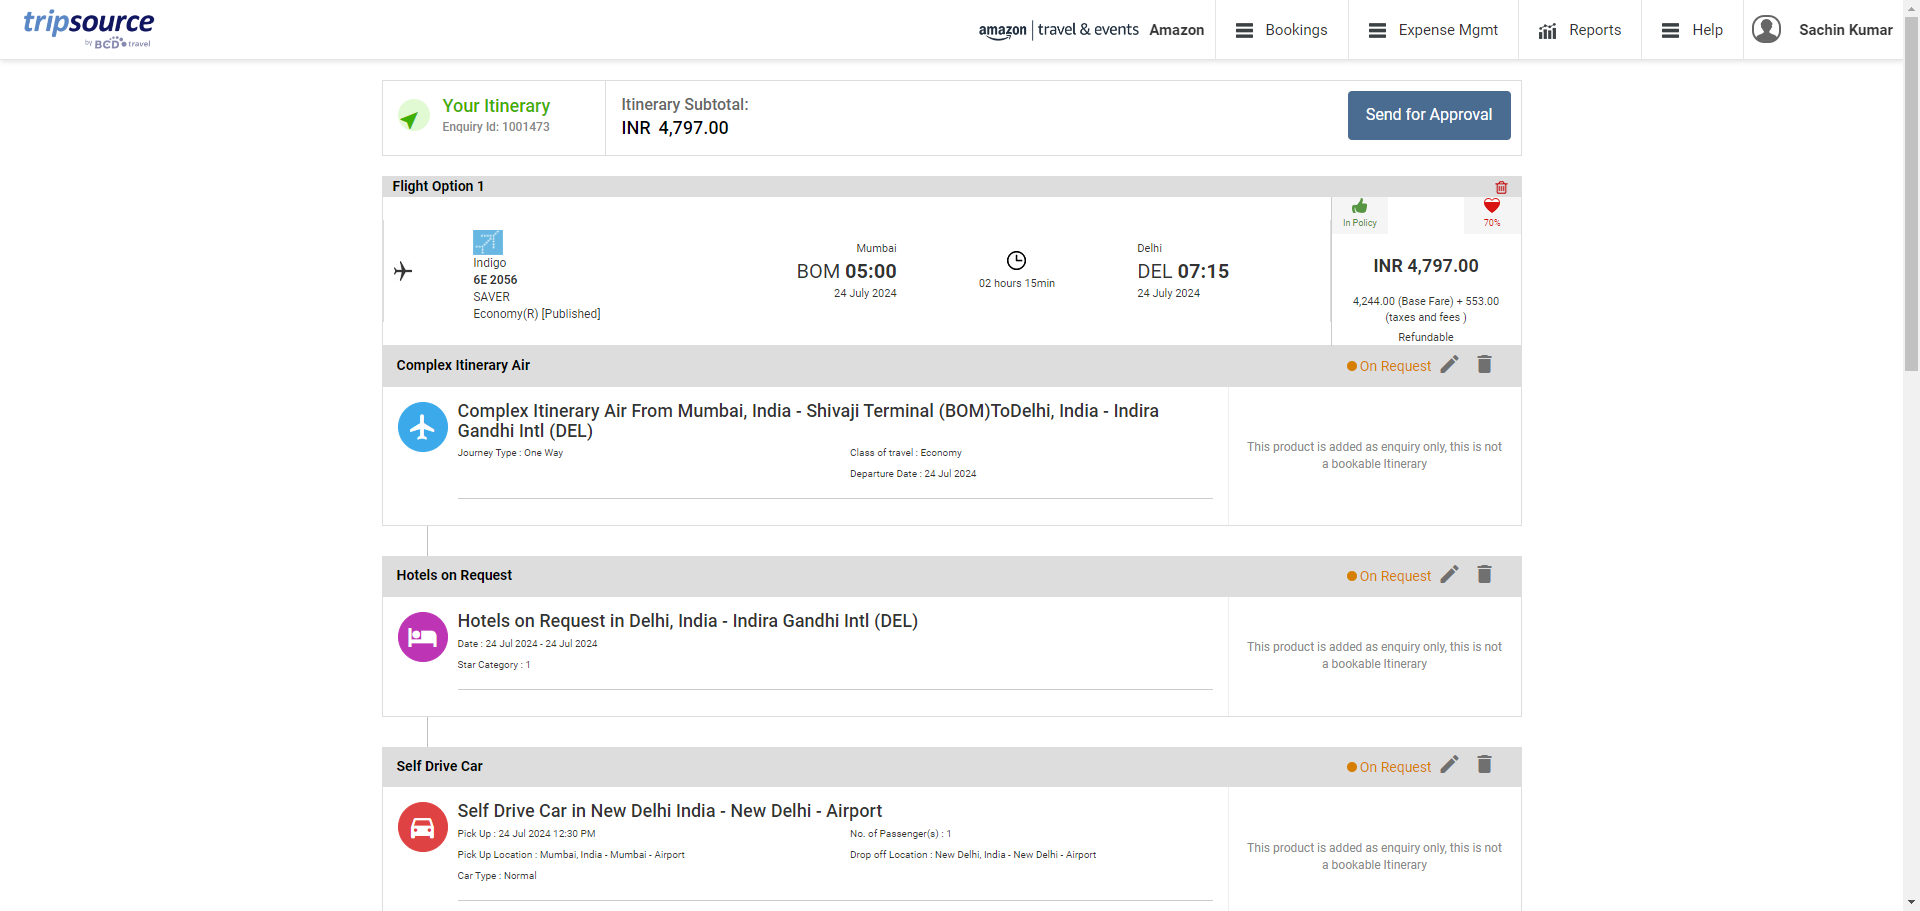 tripsource
by BCD travel
amazon | travel & events Amazon
Bookings
Expense Mgmt
Reports
Help
Sachin Kumar
Your Itinerary
Enquiry Id: 1001473
Itinerary Subtotal:
INR 4,797.00
Send for Approval
Flight Option 1
In Policy
70%
Indigo
6E 2056
SAVER
Economy(R) [Published]
Mumbai
BOM 05:00
24 July 2024
02 hours 15min
Delhi
DEL 07:15
24 July 2024
INR 4,797.00
4,244.00 (Base Fare) + 553.00
(taxes and fees )
Refundable
Complex Itinerary Air
On Request
Complex Itinerary Air From Mumbai, India - Shivaji Terminal (BOM)ToDelhi, India - Indira
Gandhi Intl (DEL)
Journey Type : One Way
Class of travel : Economy
Departure Date : 24 Jul 2024
This product is added as enquiry only, this is not
a bookable Itinerary
Hotels on Request
On Request
Hotels on Request in Delhi, India - Indira Gandhi Intl (DEL)
Date : 24 Jul 2024 - 24 Jul 2024
Star Category : 1
This product is added as enquiry only, this is not
a bookable Itinerary
Self Drive Car
On Request
Self Drive Car in New Delhi India - New Delhi - Airport
Pick Up : 24 Jul 2024 12:30 PM
No. of Passenger(s) : 1
Pick Up Location : Mumbai, India - Mumbai - Airport
Drop off Location : New Delhi, India - New Delhi - Airport
Car Type : Normal
This product is added as enquiry only, this is not
a bookable Itinerary